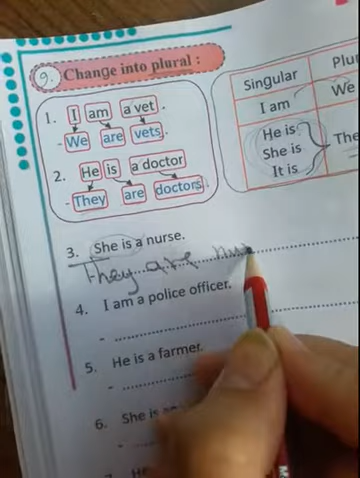 9. Change into plural :
1. I am a vet.
- We are vets.
2. He is a doctor
- They are doctors.
Singular
I am We
He is
She is
It is
3. She is a nurse.
They are
4. I am a police officer.
-
5. He is a farmer.
-
6. She is
-
He